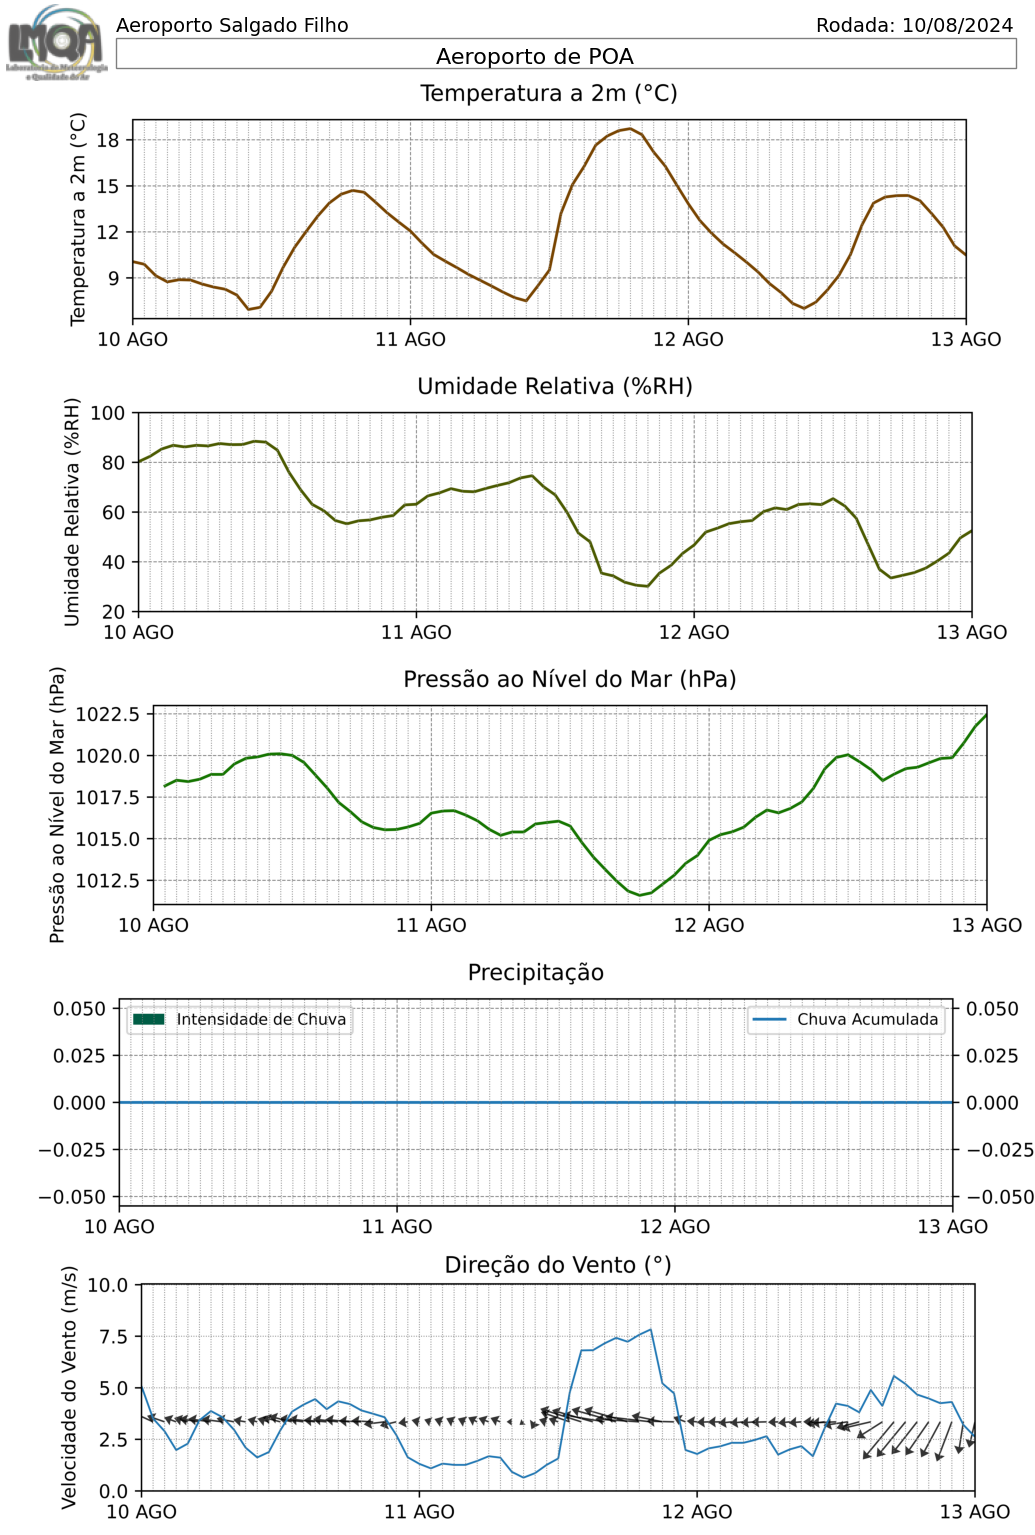 LMQA
Laboratório de Meteorologia
e Qualidade do Ar
Aeroporto Salgado Filho
Rodada: 10/08/2024
Aeroporto de POA
Temperatura a 2m (°C)
Temperatura a 2m (°C)
18
15
12
9
10 AGO 11 AGO 12 AGO 13 AGO
Umidade Relativa (%RH)
Umidade Relativa (%RH)
100
80
60
40
20
10 AGO 11 AGO 12 AGO 13 AGO
Pressão ao Nível do Mar (hPa)
Pressão ao Nível do Mar (hPa)
1022.5
1020.0
1017.5
1015.0
1012.5
10 AGO 11 AGO 12 AGO 13 AGO
Precipitação
Intensidade de Chuva
Chuva Acumulada
0.050 0.050
0.025 0.025
0.000 0.000
−0.025 −0.025
−0.050 −0.050
10 AGO 11 AGO 12 AGO 13 AGO
Direção do Vento (°)
Velocidade do Vento (m/s)
10.0
7.5
5.0
2.5
0.0
10 AGO 11 AGO 12 AGO 13 AGO